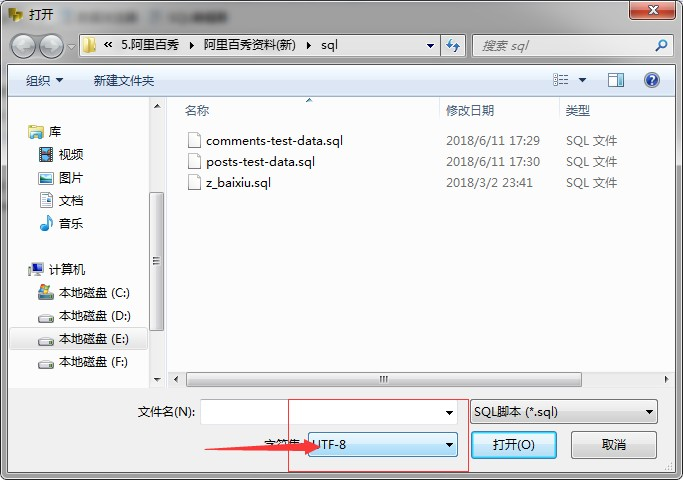 打开
« 5.阿里百秀 阿里百秀资料(新) sql
搜索 sql
组织 新建文件夹
名称 修改日期 类型
库
视频
图片
文档
音乐
计算机
本地磁盘 (C:)
本地磁盘 (D:)
本地磁盘 (E:)
本地磁盘 (F:)
comments-test-data.sql 2018/6/11 17:29 SQL 文件
posts-test-data.sql 2018/6/11 17:30 SQL 文件
z_baixiu.sql 2018/3/2 23:41 SQL 文件
文件名(N):
SQL脚本 (*.sql)
字符集: UTF-8
打开(O) 取消